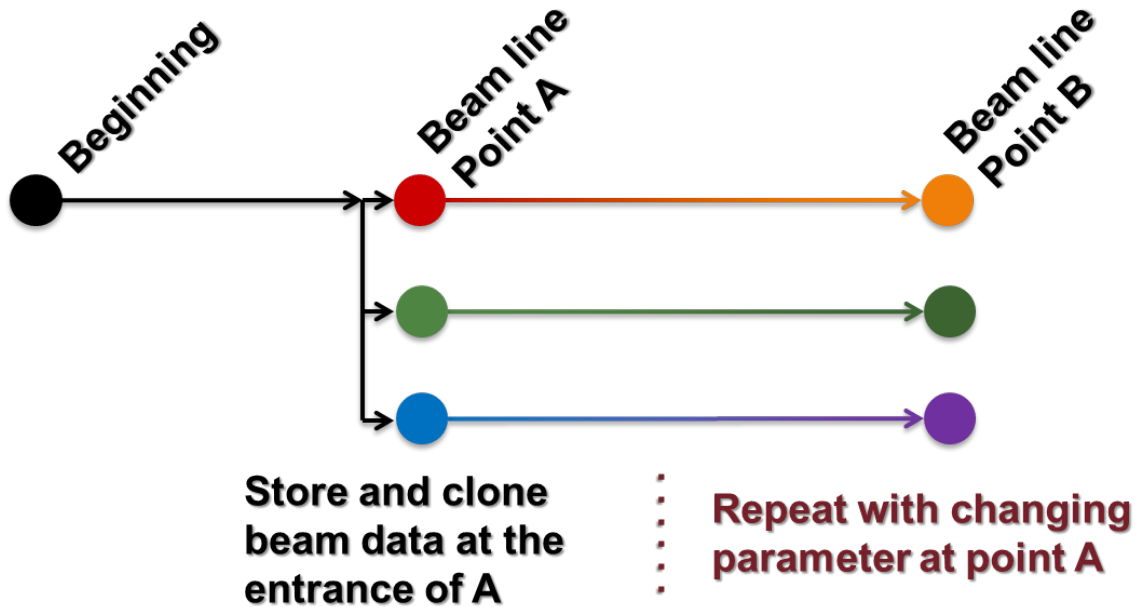 Beginning
Beam line
Point A
Beam line
Point B
Store and clone
beam data at the
entrance of A
Repeat with changing
parameter at point A